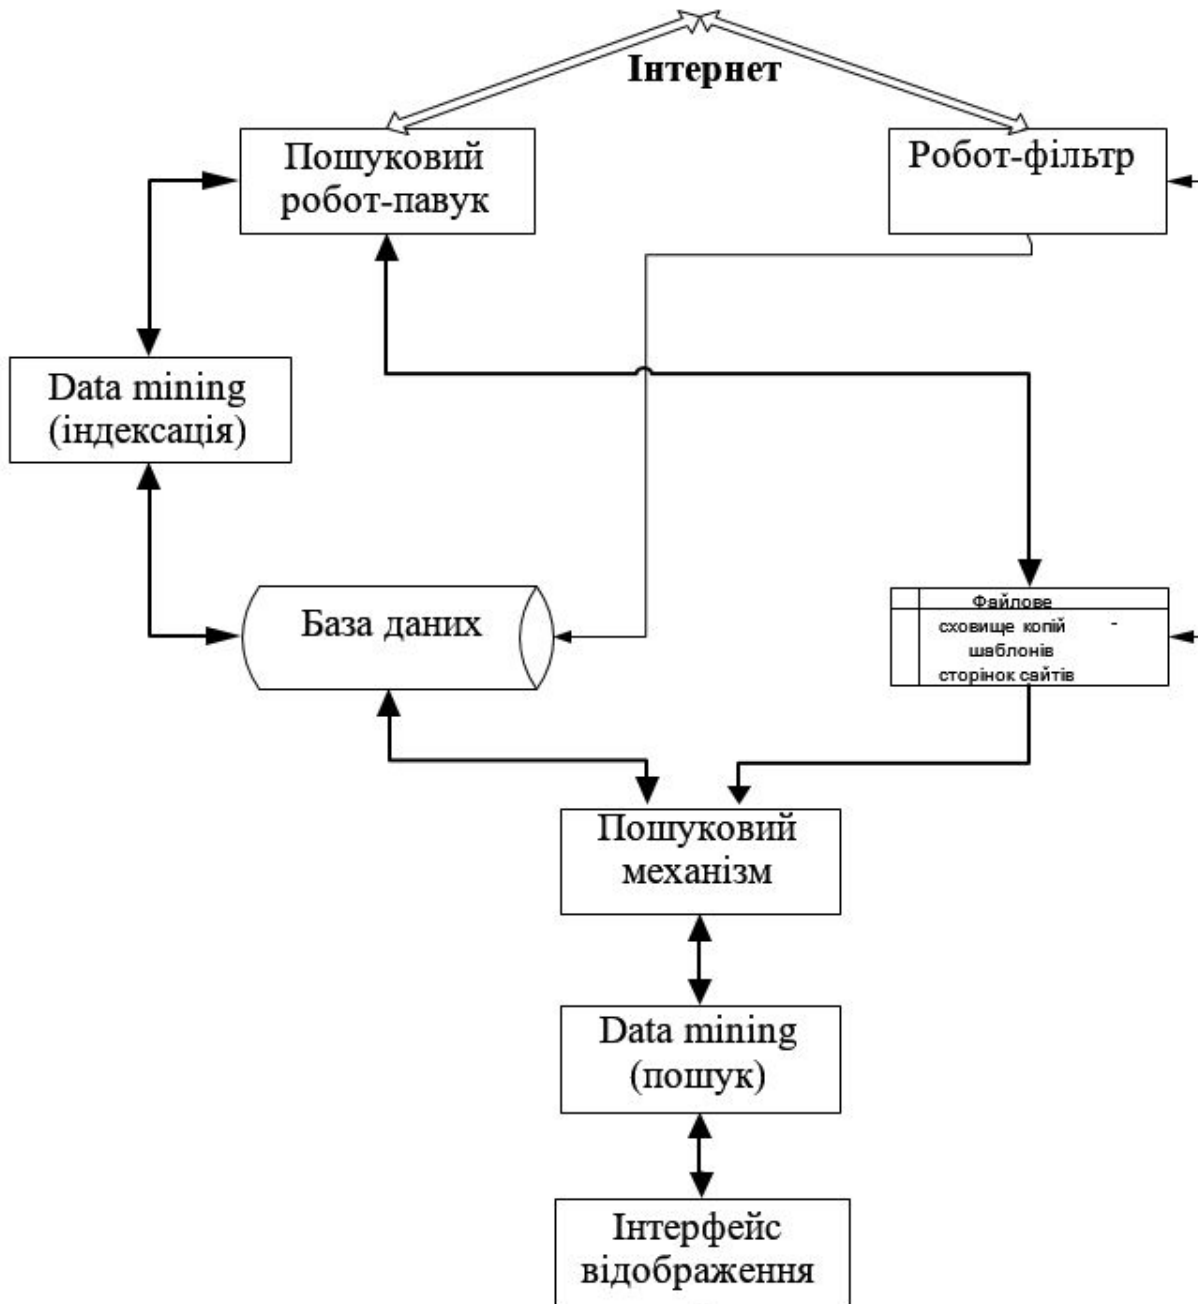 Інтернет
Пошуковий
робот-павук
Робот-фільтр
Data mining
(індексація)
База даних
Файлове
сховище копій -
шаблонів
сторінок сайтів
Пошуковий
механізм
Data mining
(пошук)
Інтерфейс
відображення